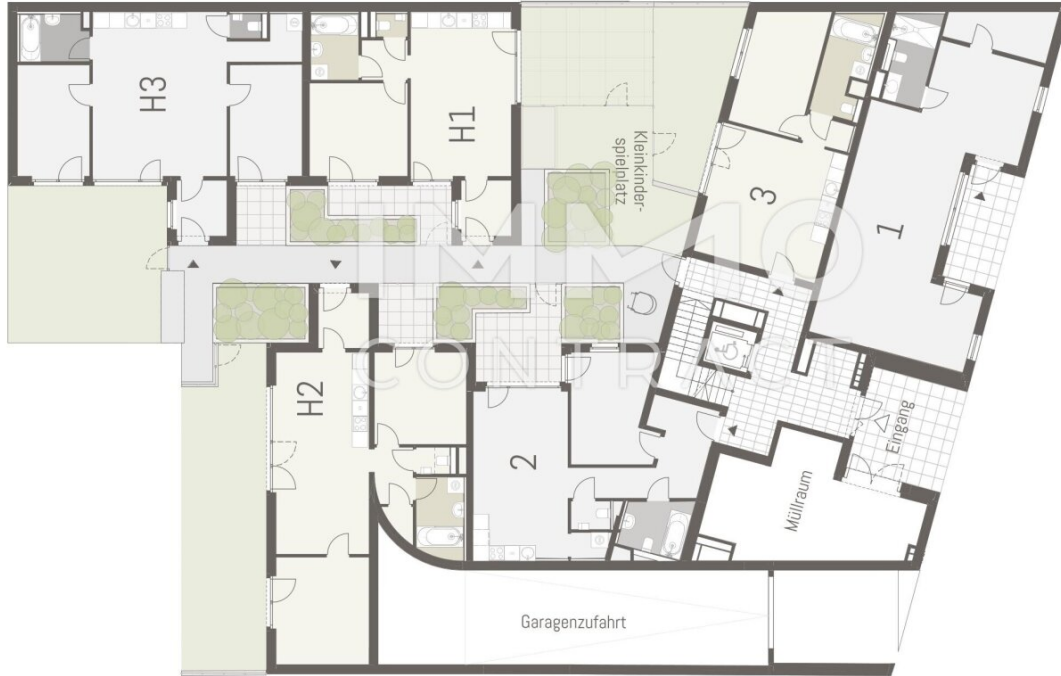 H3
H1
Kleinkinder-
spielplatz
3
1
IMMO
CONTRACT
H2
2
Eingang
Müllraum
Garagenzufahrt